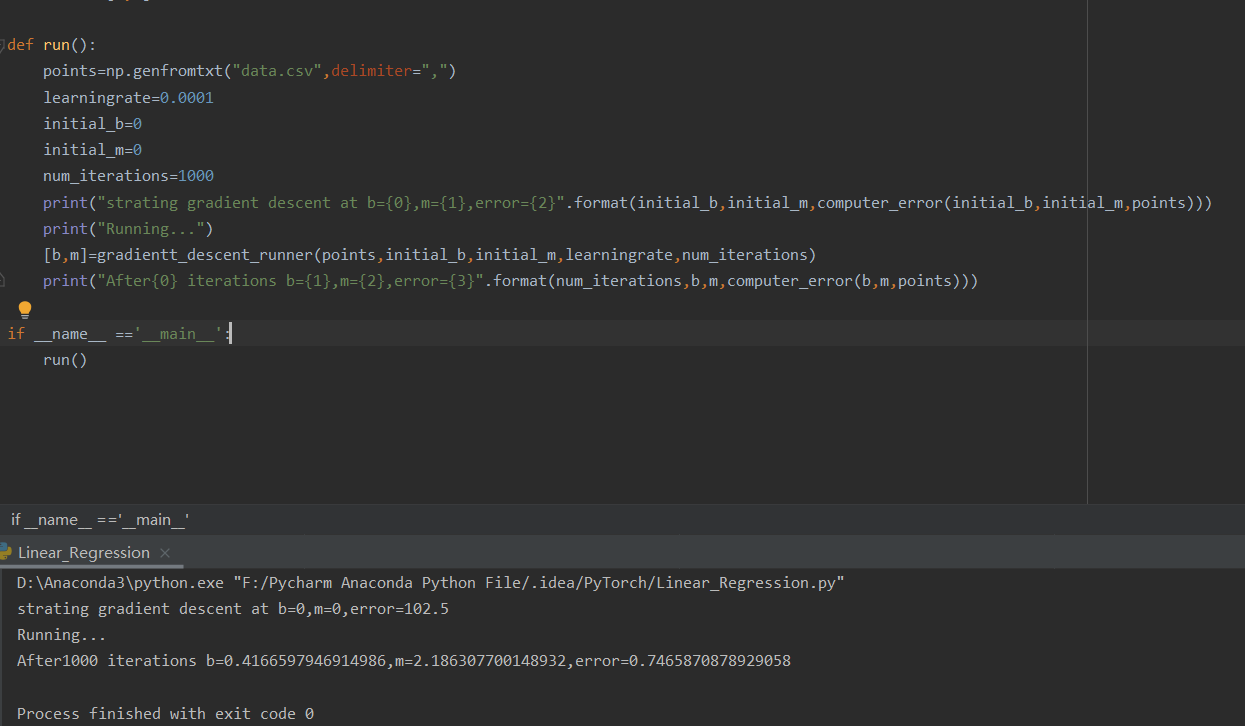 def run():
points=np.genfromtxt("data.csv",delimiter=",")
learningrate=0.0001
initial_b=0
initial_m=0
num_iterations=1000
print("strating gradient descent at b={0},m={1},error={2}".format(initial_b,initial_m,computer_error(initial_b,initial_m,points)))
print("Running...")
[b,m]=gradientt_descent_runner(points,initial_b,initial_m,learningrate,num_iterations)
print("After{0} iterations b={1},m={2},error={3}".format(num_iterations,b,m,computer_error(b,m,points)))
if __name__ =='__main__':
run()
if __name__ =='__main__'
Linear_Regression
D:\Anaconda3\python.exe "F:/Pycharm Anaconda Python File/.idea/PyTorch/Linear_Regression.py"
strating gradient descent at b=0,m=0,error=102.5
Running...
After1000 iterations b=0.4166597946914986,m=2.186307700148932,error=0.7465870878929058
Process finished with exit code 0